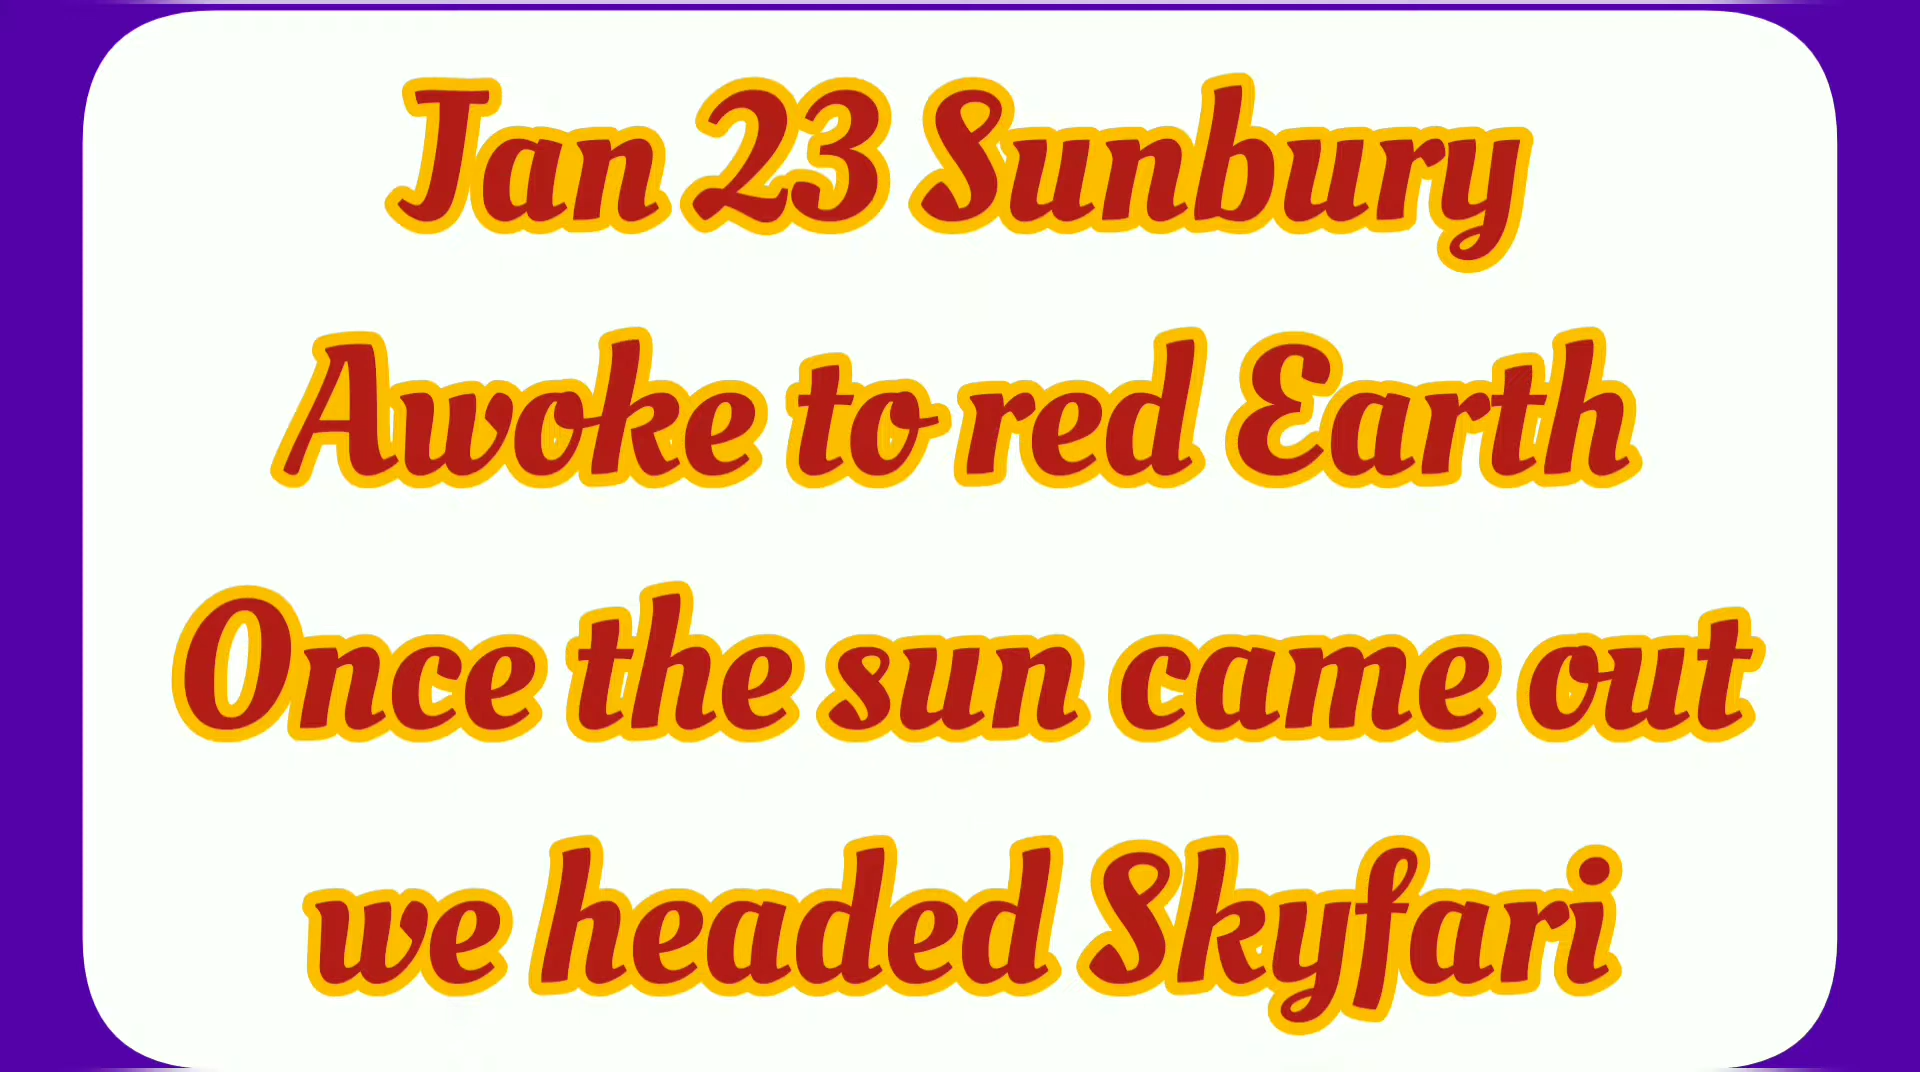 Jan 23 Sunbury
Awoke to red Earth
Once the sun came out
we headed Skyfari